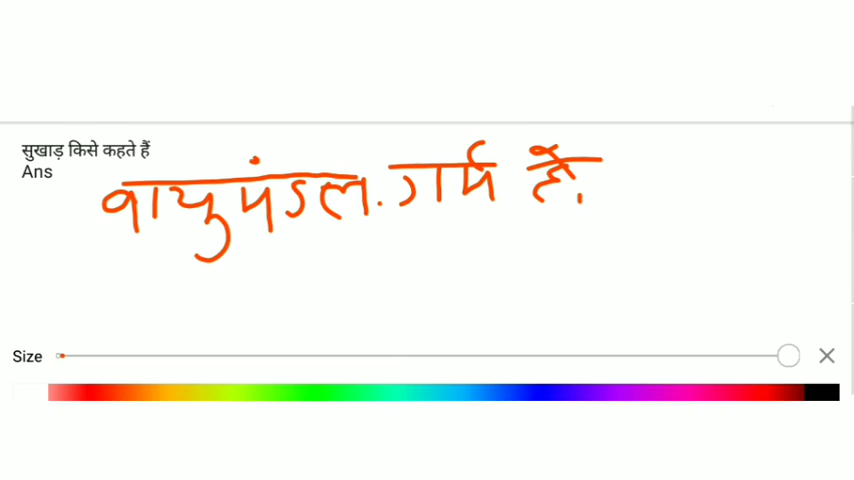 सुखाड़ किसे कहते हैं
Ans
वायुमंडल. गर्म है.
Size